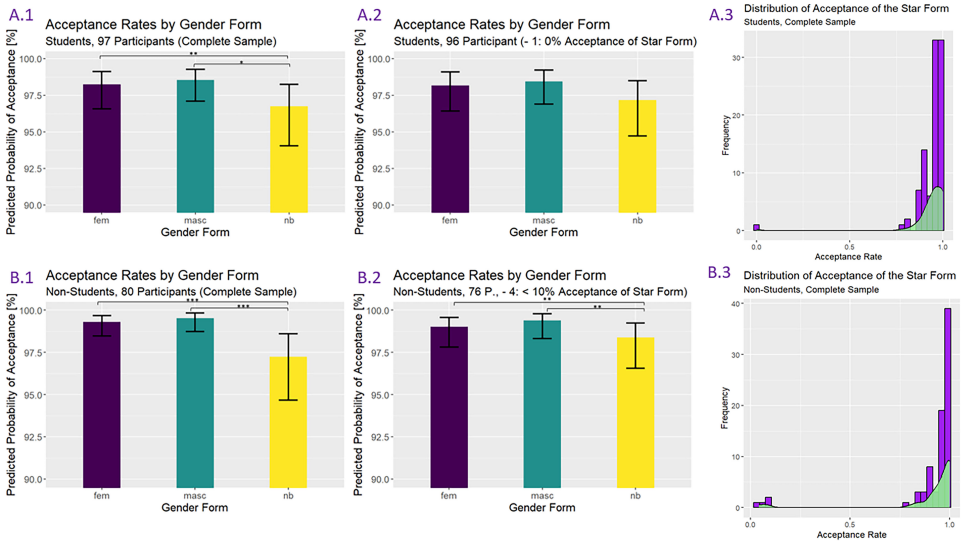 A.1
Acceptance Rates by Gender Form
Students, 97 Participants (Complete Sample)
Predicted Probability of Acceptance [%]
100.0
97.5
95.0
92.5
90.0
**
*
fem masc nb
Gender Form
A.2
Acceptance Rates by Gender Form
Students, 96 Participant (- 1: 0% Acceptance of Star Form)
Predicted Probability of Acceptance [%]
100.0
97.5
95.0
92.5
90.0
fem masc nb
Gender Form
A.3
Distribution of Acceptance of the Star Form
Students, Complete Sample
Frequency
30
20
10
0
0.0 0.5 1.0
Acceptance Rate
B.1
Acceptance Rates by Gender Form
Non-Students, 80 Participants (Complete Sample)
Predicted Probability of Acceptance [%]
100.0
97.5
95.0
92.5
90.0
***
***
fem masc nb
Gender Form
B.2
Acceptance Rates by Gender Form
Non-Students, 76 P., - 4: < 10% Acceptance of Star Form)
Predicted Probability of Acceptance [%]
100.0
97.5
95.0
92.5
90.0
**
**
fem masc nb
Gender Form
B.3
Distribution of Acceptance of the Star Form
Non-Students, Complete Sample
Frequency
40
30
20
10
0
0.0 0.5 1.0
Acceptance Rate